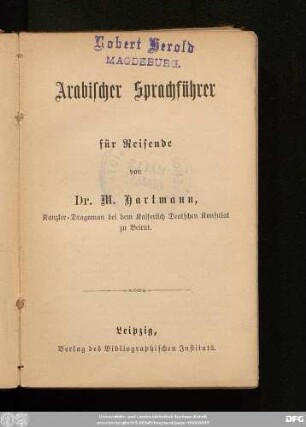 Robert Herold
MAGDEBURG.
Arabischer Sprachführer
für Reisende
von
Dr. M. Hartmann,
Kanzler-Dragoman bei dem Kaiserlich Deutschen Konsulat
zu Beirut.
Leipzig,
Verlag des Bibliographischen Instituts.
DFG